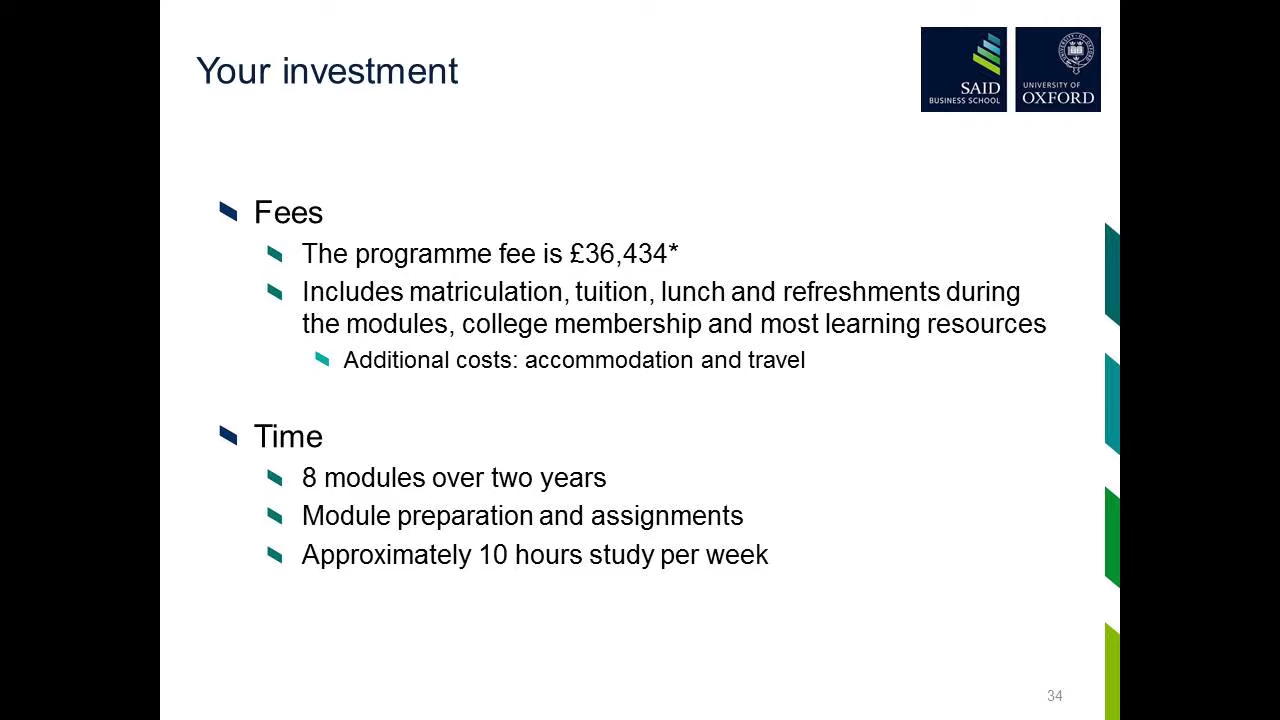 Your investment
SAID
BUSINESS SCHOOL
UNIVERSITY OF
OXFORD
Fees
The programme fee is £36,434*
Includes matriculation, tuition, lunch and refreshments during
the modules, college membership and most learning resources
Additional costs: accommodation and travel
Time
8 modules over two years
Module preparation and assignments
Approximately 10 hours study per week
34